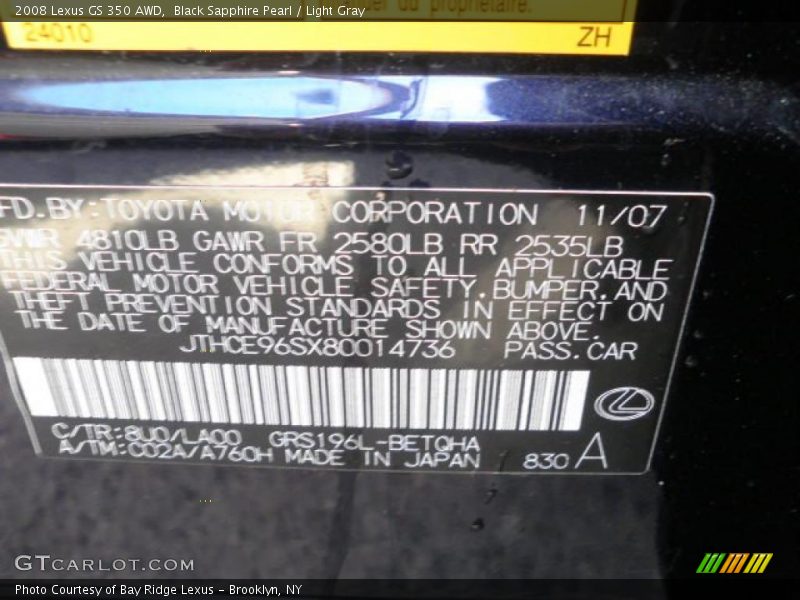 2008 Lexus GS 350 AWD, Black Sapphire Pearl / Light Gray
du propriétaire.
24010 ZH
FD.BY:TOYOTA MOTOR CORPORATION 11/07
GVWR 4810LB GAWR FR 2580LB RR 2535LB
THIS VEHICLE CONFORMS TO ALL APPLICABLE
FEDERAL MOTOR VEHICLE SAFETY,BUMPER,AND
THEFT PREVENTION STANDARDS IN EFFECT ON
THE DATE OF MANUFACTURE SHOWN ABOVE.
JTHCE96SX80014736 PASS.CAR
C/TR:8U0/LA00 GRS196L-BETQHA
A/TM:C02A/A760H MADE IN JAPAN 830 A
GTCARLOT.COM
Photo Courtesy of Bay Ridge Lexus - Brooklyn, NY